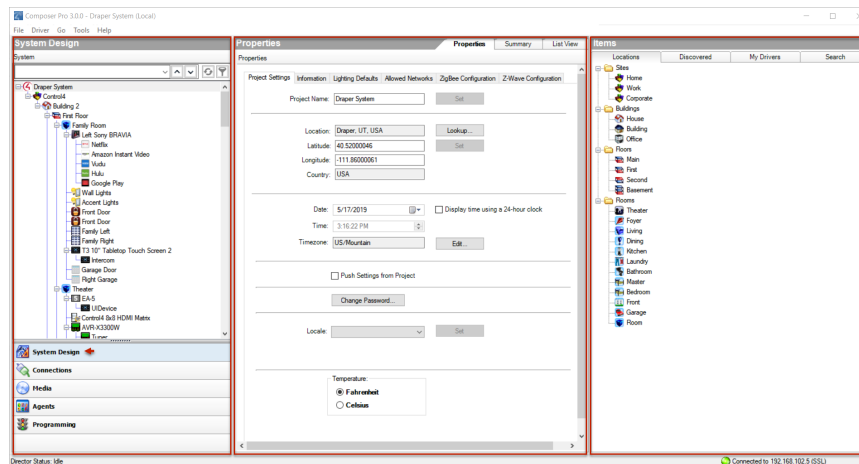 Composer Pro 3.0.0 - Draper System (Local)
File Driver Go Tools Help
System Design
System
Draper System
Control4
Building 2
First Floor
Family Room
Left Sony BRAVIA
Netflix
Amazon Instant Video
Vudu
Hulu
Google Play
Wall Lights
Accent Lights
Front Door
Front Door
Family Left
Family Right
T3 10" Tabletop Touch Screen 2
Intercom
Garage Door
Right Garage
Theater
EA-5
UIDevice
Control4 8x8 HDMI Matrix
AVR-X3300W
Tuner
System Design
Connections
Media
Agents
Programming
Properties
Properties Summary List View
Properties
Project Settings Information Lighting Defaults Allowed Networks ZigBee Configuration Z-Wave Configuration
Project Name: Draper System Set
Location: Draper, UT, USA Lookup...
Latitude: 40.52000046 Set
Longitude: -111.86000061
Country: USA
Date: 5/17/2019 Display time using a 24-hour clock
Time: 3:16:22 PM
Timezone: US/Mountain Edit...
Push Settings from Project
Change Password...
Locale: Set
Temperature:
Fahrenheit
Celsius
Items
Locations Discovered My Drivers Search
Sites
Home
Work
Corporate
Buildings
House
Building
Office
Floors
Main
First
Second
Basement
Rooms
Theater
Foyer
Living
Dining
Kitchen
Laundry
Bathroom
Master
Bedroom
Front
Garage
Room
Director Status: Idle
Connected to 192.168.102.5 (SSL)